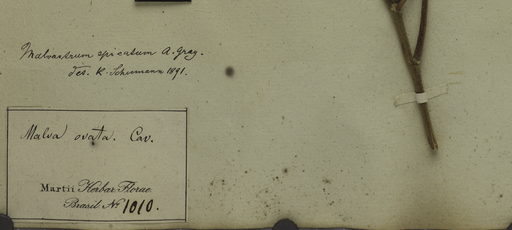 Malvastrum spicatum A. Gray.
det. K. Schumann 1891.
Malva ovata. Cav.
Martii Herbar. Florae
Brasil. No 1010.